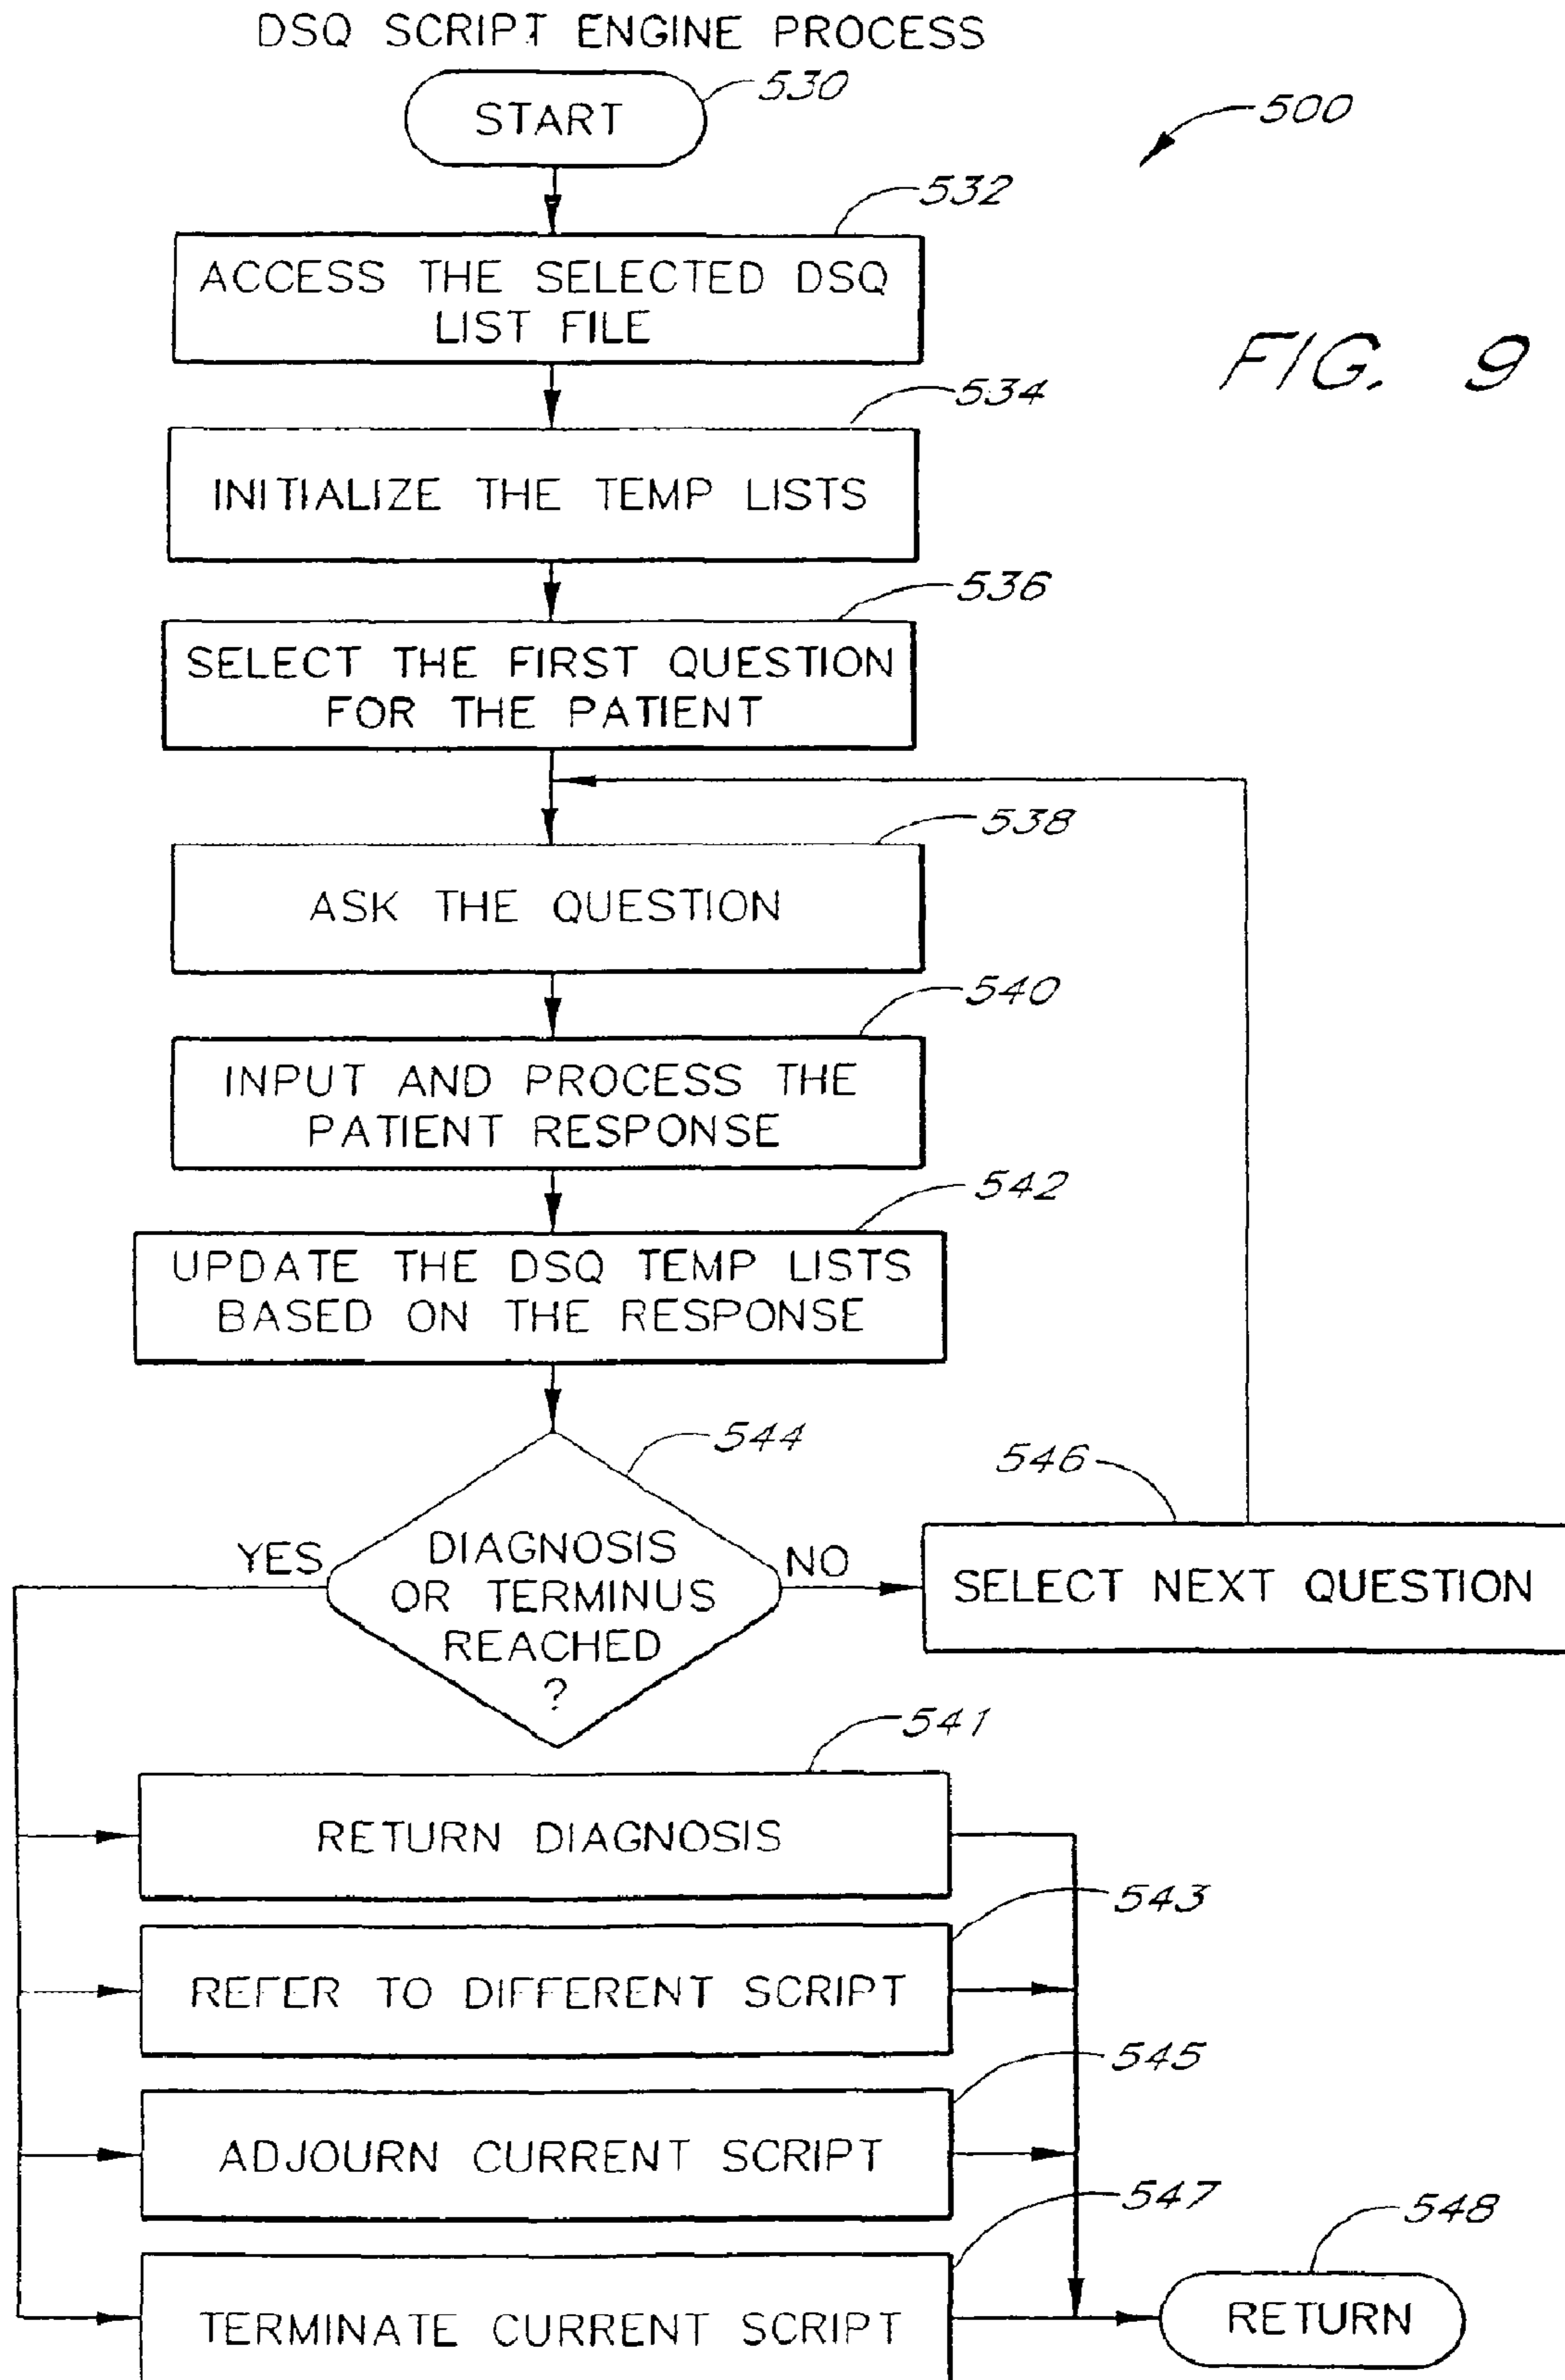 DSQ SCRIPT ENGINE PROCESS
START
530
500
532
ACCESS THE SELECTED DSQ
LIST FILE
FIG. 9
534
INITIALIZE THE TEMP LISTS
536
SELECT THE FIRST QUESTION
FOR THE PATIENT
538
ASK THE QUESTION
540
INPUT AND PROCESS THE
PATIENT RESPONSE
542
UPDATE THE DSQ TEMP LISTS
BASED ON THE RESPONSE
544
546
YES
DIAGNOSIS
OR TERMINUS
REACHED
?
NO
SELECT NEXT QUESTION
541
RETURN DIAGNOSIS
543
REFER TO DIFFERENT SCRIPT
545
ADJOURN CURRENT SCRIPT
547
548
TERMINATE CURRENT SCRIPT
RETURN